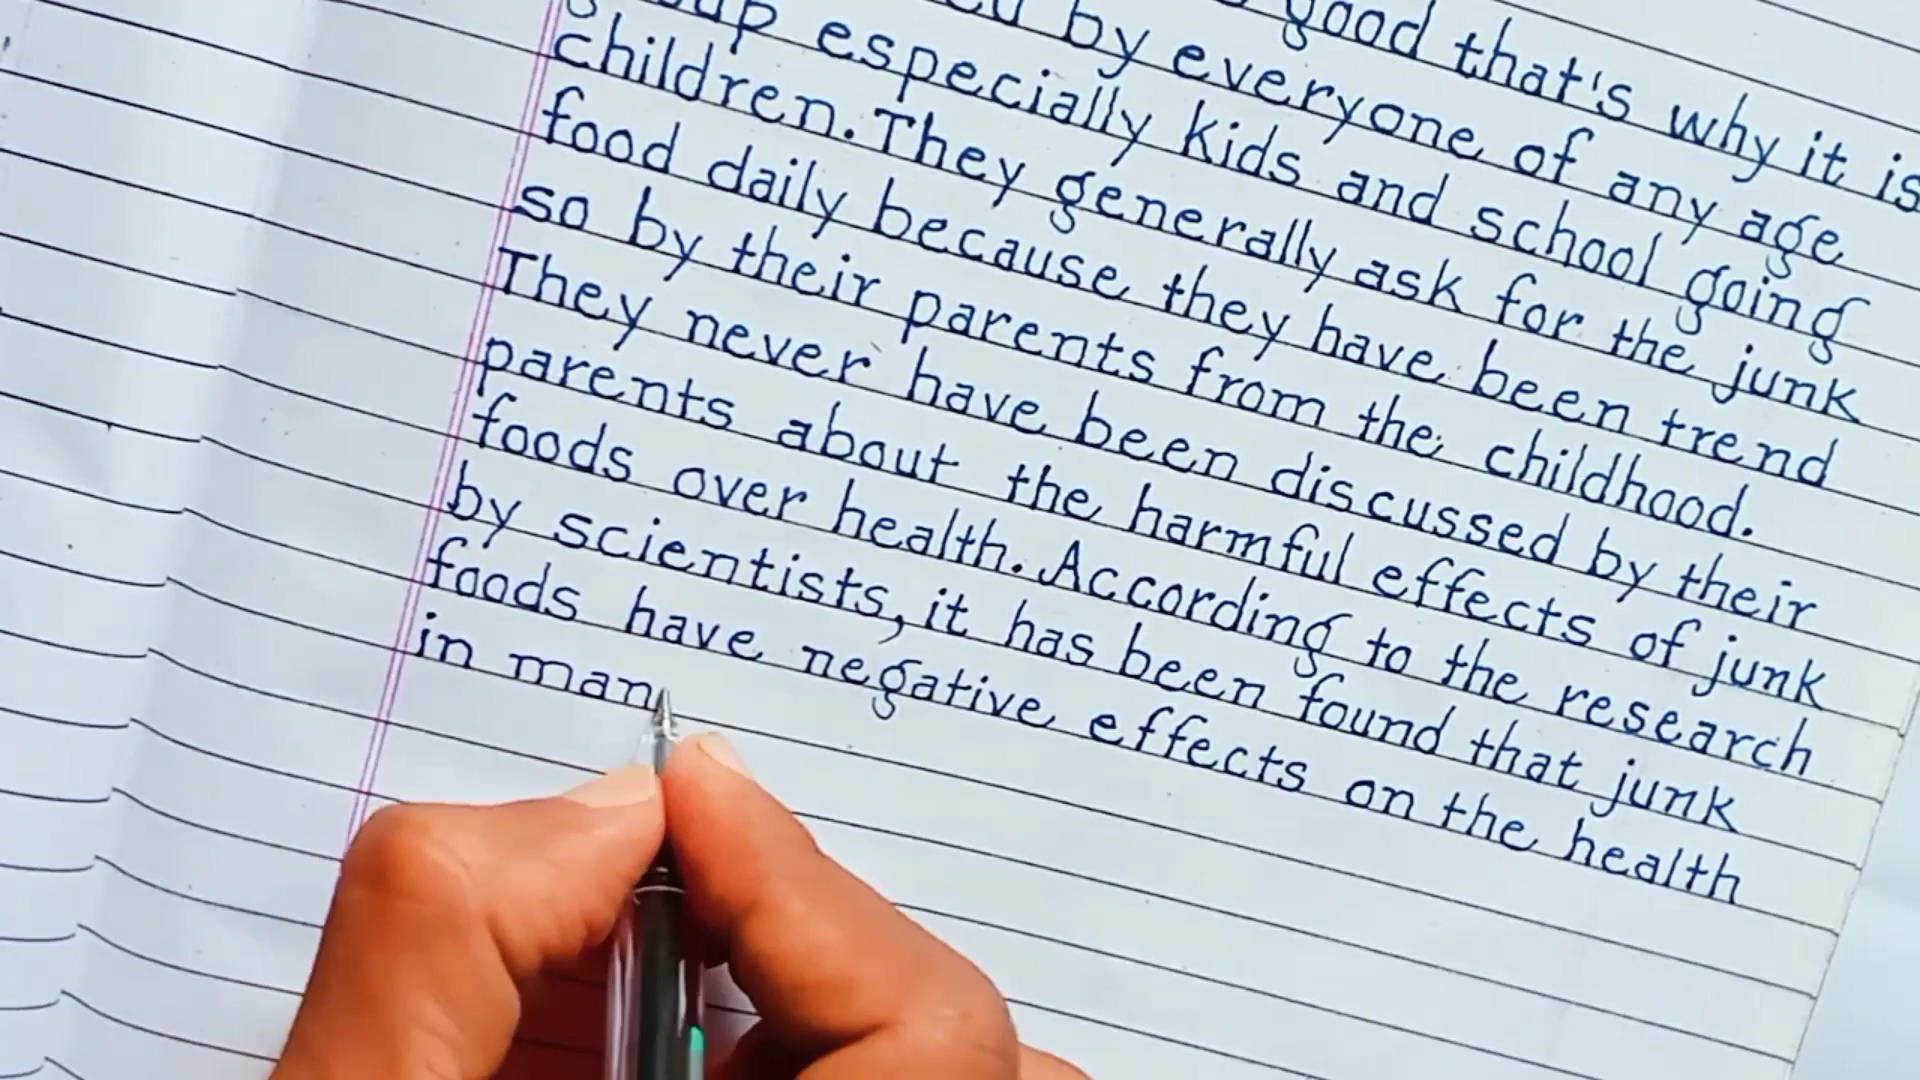 good that's why it is
by everyone of any age
group especially kids and school going
children. They generally ask for the junk
food daily because they have been trend
so by their parents from the childhood.
They never have been discussed by their
parents about the harmful effects of junk
foods over health. According to the research
by scientists, it has been found that junk
foods have negative effects on the health
in man